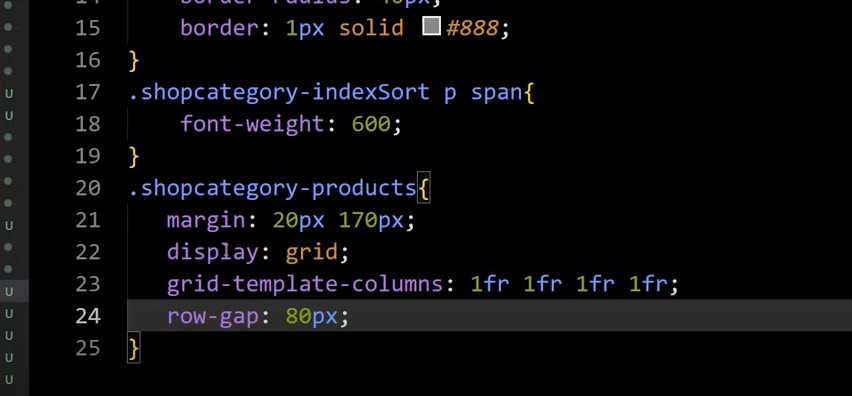 14 border-radius: 40px;
15 border: 1px solid #888;
16 }
17 .shopcategory-indexSort p span{
18 font-weight: 600;
19 }
20 .shopcategory-products{
21 margin: 20px 170px;
22 display: grid;
23 grid-template-columns: 1fr 1fr 1fr 1fr;
24 row-gap: 80px;
25 }
U
U
U
U
U
U
U
U